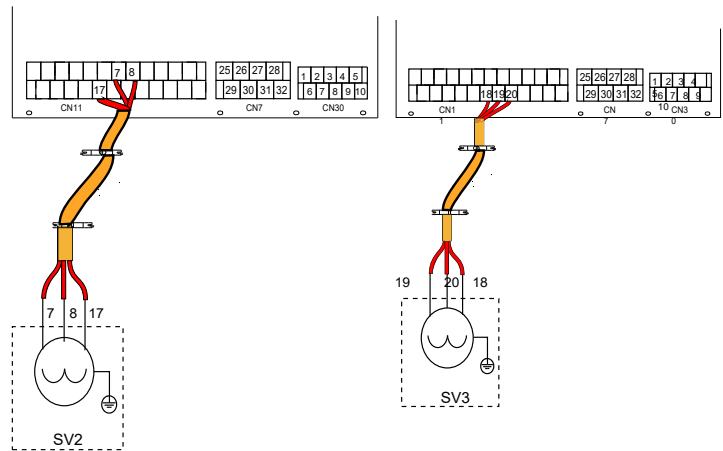 7 8
17
CN11
25 26 27 28
29 30 31 32
CN7
1 2 3 4 5
6 7 8 9 10
CN30
7 8 17
SV2
18 19 20
CN1
1
25 26 27 28
29 30 31 32
CN
7
1 2 3 4
5 6 7 8 9
10 CN3
0
19 20 18
SV3